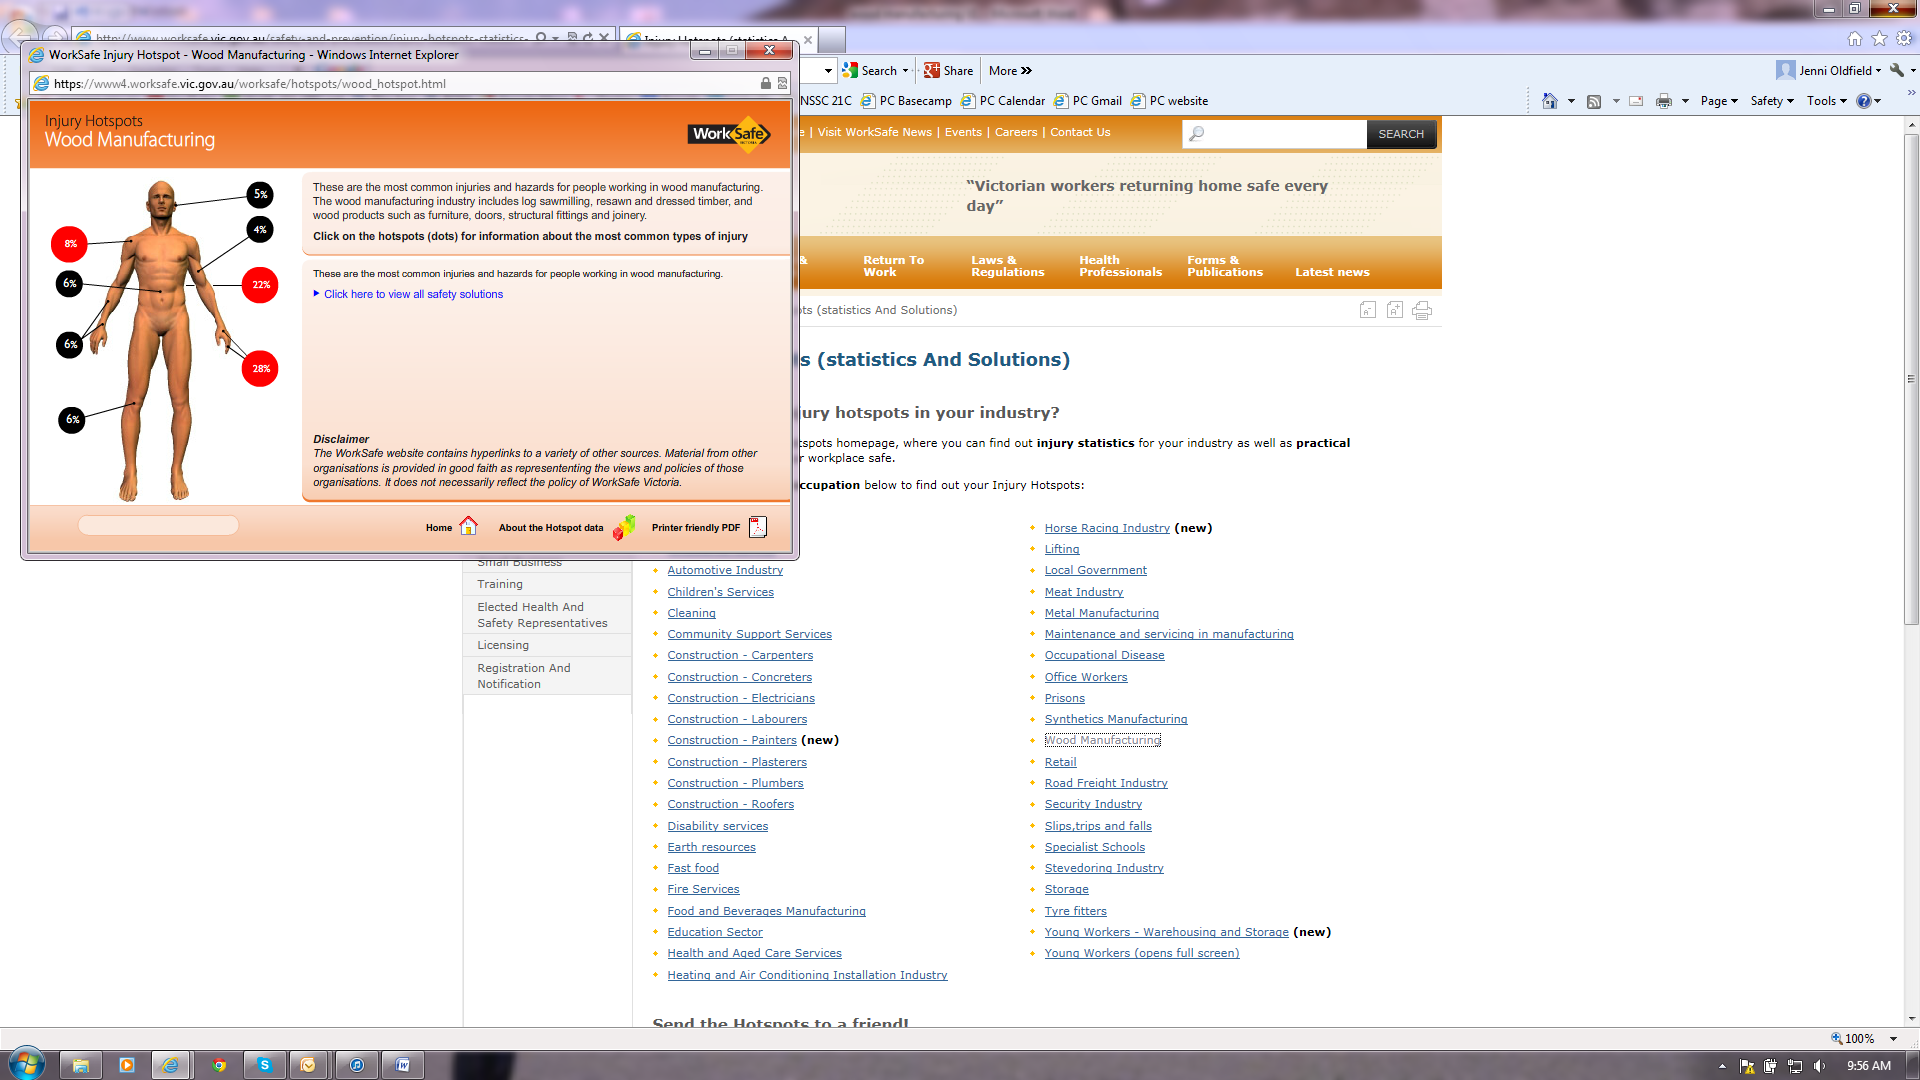 http://www.worksafe.vic.gov.au/safety-and-prevention/injury-hotspots-statistics-
WorkSafe Injury Hotspot - Wood Manufacturing - Windows Internet Explorer
https://www4.worksafe.vic.gov.au/worksafe/hotspots/wood_hotspot.html
Search
Share
More
Jenni Oldfield
NSSC 21C
PC Basecamp
PC Calendar
PC Gmail
PC website
Page
Safety
Tools
Injury Hotspots
Wood Manufacturing
WorkSafe
VICTORIA
5%
4%
8%
6%
22%
6%
28%
6%
These are the most common injuries and hazards for people working in wood manufacturing.
The wood manufacturing industry includes log sawmilling, resawn and dressed timber, and
wood products such as furniture, doors, structural fittings and joinery.
Click on the hotspots (dots) for information about the most common types of injury
These are the most common injuries and hazards for people working in wood manufacturing.
Click here to view all safety solutions
Disclaimer
The WorkSafe website contains hyperlinks to a variety of other sources. Material from other
organisations is provided in good faith as represententing the views and policies of those
organisations. It does not necessarily reflect the policy of WorkSafe Victoria.
Home
About the Hotspot data
Printer friendly PDF
e | Visit WorkSafe News | Events | Careers | Contact Us
SEARCH
“Victorian workers returning home safe every
day”
&
Return To
Work
Laws &
Regulations
Health
Professionals
Forms &
Publications
Latest news
ots (statistics And Solutions)
s (statistics And Solutions)
jury hotspots in your industry?
tspots homepage, where you can find out injury statistics for your industry as well as practical
r workplace safe.
ccupation below to find out your Injury Hotspots:
Small Business
Training
Elected Health And
Safety Representatives
Licensing
Registration And
Notification
Automotive Industry
Children's Services
Cleaning
Community Support Services
Construction - Carpenters
Construction - Concreters
Construction - Electricians
Construction - Labourers
Construction - Painters (new)
Construction - Plasterers
Construction - Plumbers
Construction - Roofers
Disability services
Earth resources
Fast food
Fire Services
Food and Beverages Manufacturing
Education Sector
Health and Aged Care Services
Heating and Air Conditioning Installation Industry
Horse Racing Industry (new)
Lifting
Local Government
Meat Industry
Metal Manufacturing
Maintenance and servicing in manufacturing
Occupational Disease
Office Workers
Prisons
Synthetics Manufacturing
Wood Manufacturing
Retail
Road Freight Industry
Security Industry
Slips,trips and falls
Specialist Schools
Stevedoring Industry
Storage
Tyre fitters
Young Workers - Warehousing and Storage (new)
Young Workers (opens full screen)
Send the Hotspots to a friend!
100%
9:56 AM